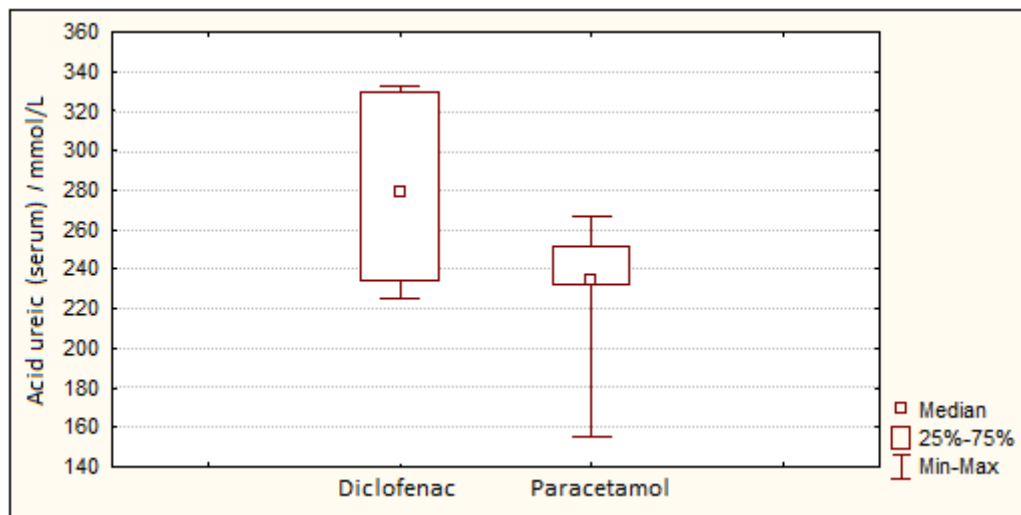 Acid ureic (serum) / mmol/L
360
340
320
300
280
260
240
220
200
180
160
140
Diclofenac
Paracetamol
Median
25%-75%
Min-Max